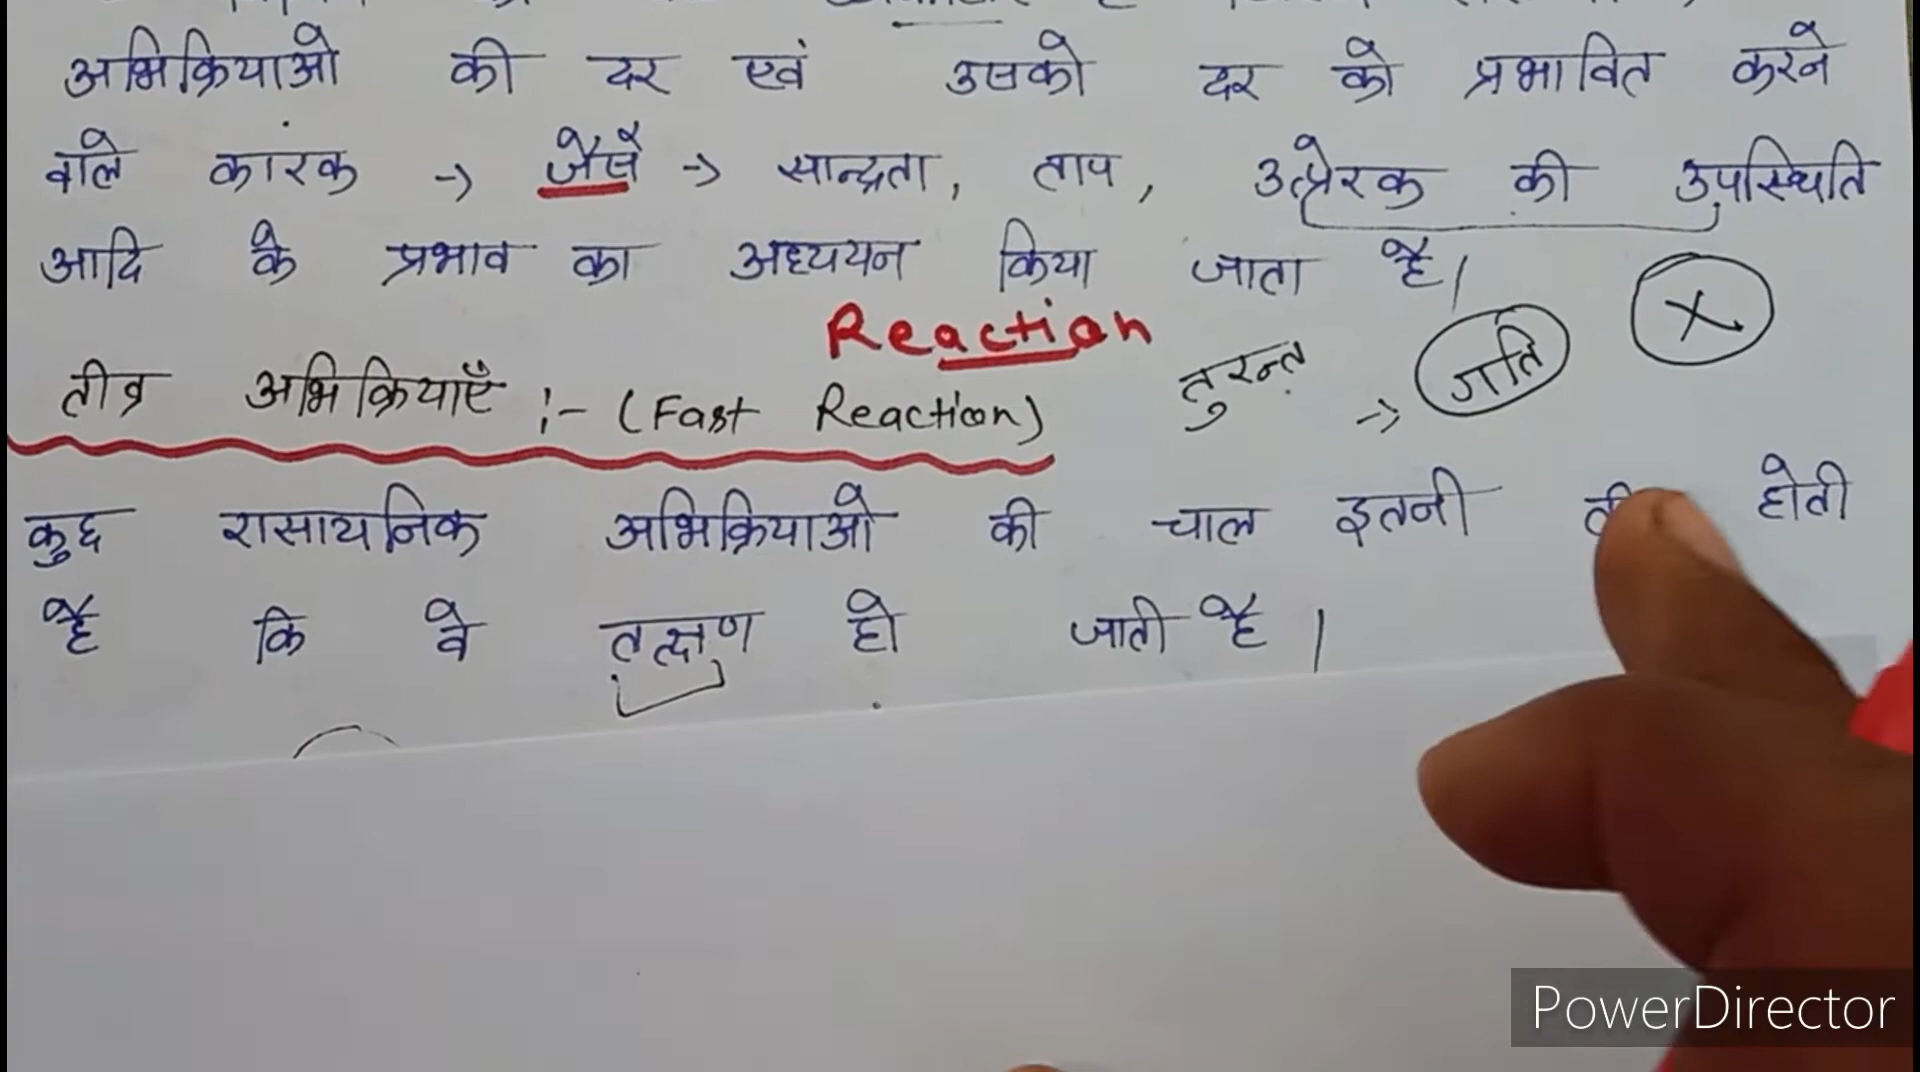 अभिक्रियाओ की दर एवं उसको दर को प्रभावित करने
वाले कारंक -> जैसे -> सान्द्रता, ताप, उत्प्रेरक की उपस्थिति
आदि के प्रभाव का अध्ययन किया जाता है।
Reaction
तीव्र अभिक्रियाएँ :- (Fast Reaction) तुरन्त -> गति X
कुछ रासायनिक अभिक्रियाओ की चाल इतनी होती
है कि वे तत्क्षण हो जाती है।
PowerDirector